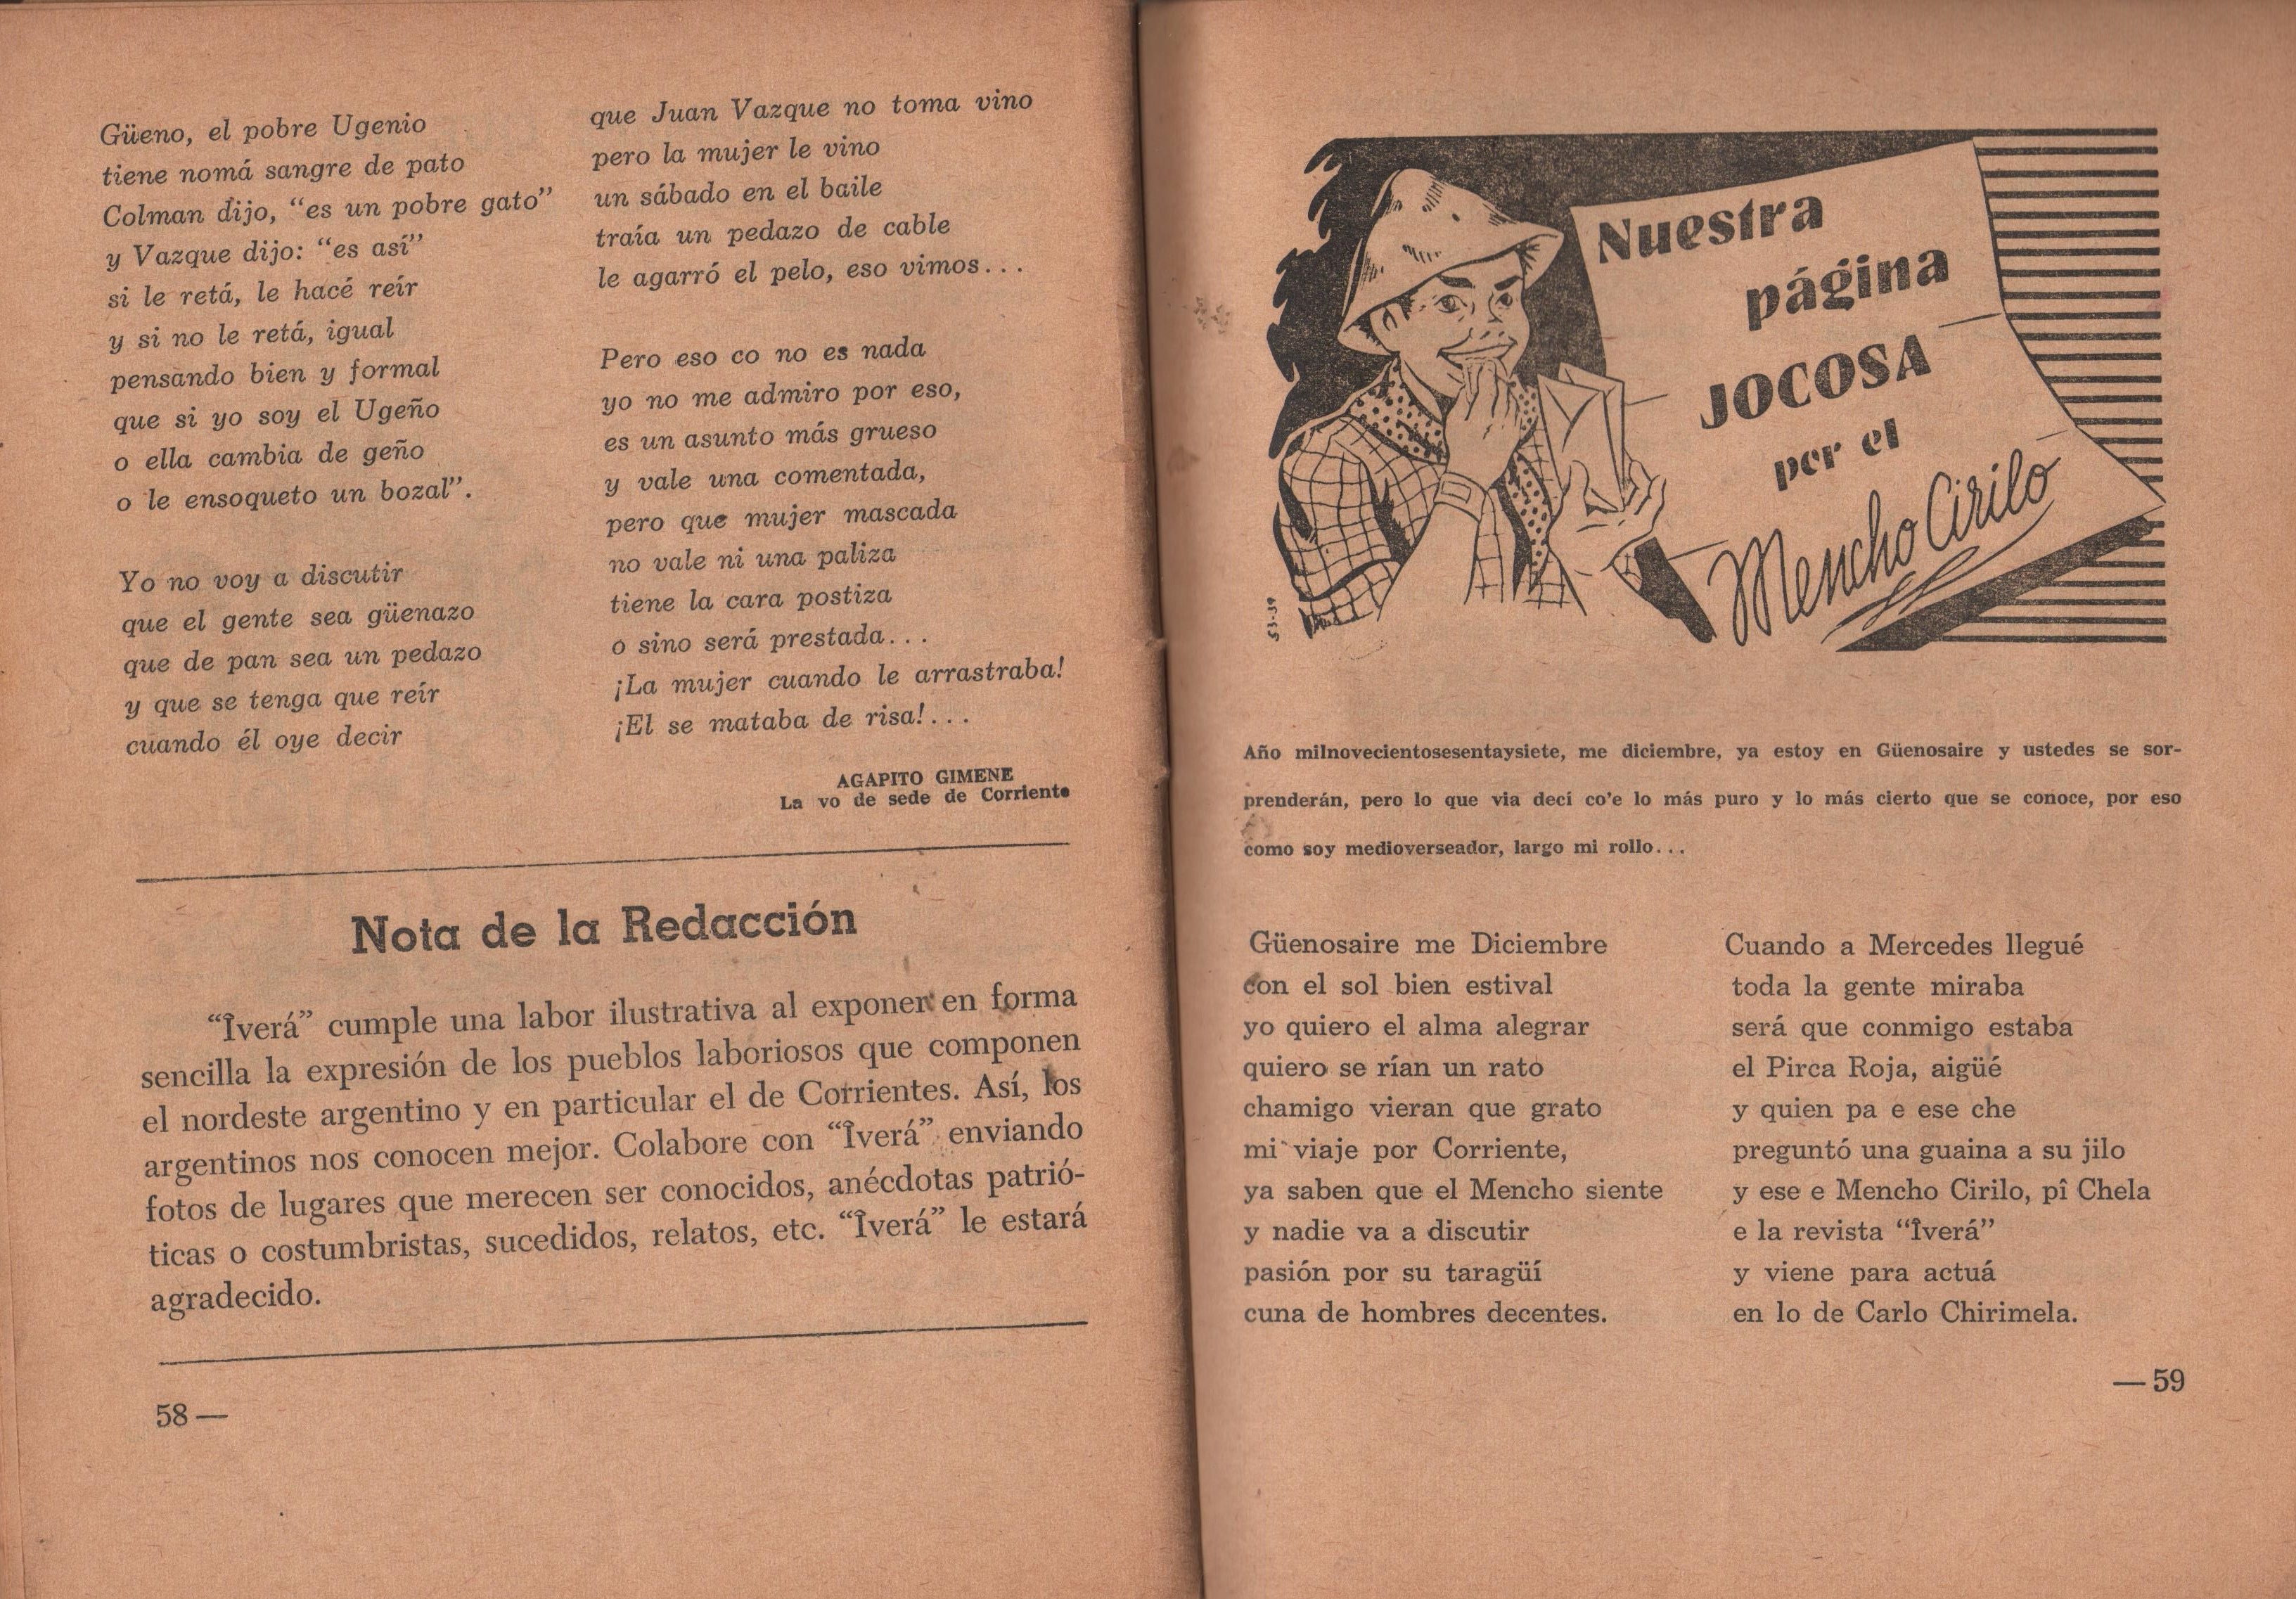 Güeno, el pobre Ugenio
tiene nomá sangre de pato
Colman dijo, “es un pobre gato”
y Vazque dijo: “es así”
si le retá, le hacé reír
y si no le retá, igual
pensando bien y formal
que si yo soy el Ugeño
o ella cambia de geño
o le ensoqueto un bozal”.
Yo no voy a discutir
que el gente sea güenazo
que de pan sea un pedazo
y que se tenga que reír
cuando él oye decir
que Juan Vazque no toma vino
pero la mujer le vino
un sábado en el baile
traía un pedazo de cable
le agarró el pelo, eso vimos...
Pero eso co no es nada
yo no me admiro por eso,
es un asunto más grueso
y vale una comentada,
pero que mujer mascada
no vale ni una paliza
tiene la cara postiza
o sino será prestada...
¡La mujer cuando le arrastraba!
¡El se mataba de risa!...
AGAPITO GIMENE
La vo de sede de Corriente
Nota de la Redacción
“Îverá” cumple una labor ilustrativa al exponer en forma
sencilla la expresión de los pueblos laboriosos que componen
el nordeste argentino y en particular el de Corrientes. Así, los
argentinos nos conocen mejor. Colabore con “Îverá” enviando
fotos de lugares que merecen ser conocidos, anécdotas patrió-
ticas o costumbristas, sucedidos, relatos, etc. “Îverá” le estará
agradecido.
58 —
Nuestra
página
JOCOSA
por el
Mencho Cirilo
53-59
Año milnovecientosesentaysiete, me diciembre, ya estoy en Güenosaire y ustedes se sor-
prenderán, pero lo que via decí co’e lo más puro y lo más cierto que se conoce, por eso
como soy medioverseador, largo mi rollo...
Güenosaire me Diciembre
con el sol bien estival
yo quiero el alma alegrar
quiero se rían un rato
chamigo vieran que grato
mi viaje por Corriente,
ya saben que el Mencho siente
y nadie va a discutir
pasión por su taragüí
cuna de hombres decentes.
Cuando a Mercedes llegué
toda la gente miraba
será que conmigo estaba
el Pirca Roja, aigüé
y quien pa e ese che
preguntó una guaina a su jilo
y ese e Mencho Cirilo, pî Chela
e la revista “Îverá”
y viene para actuá
en lo de Carlo Chirimela.
— 59